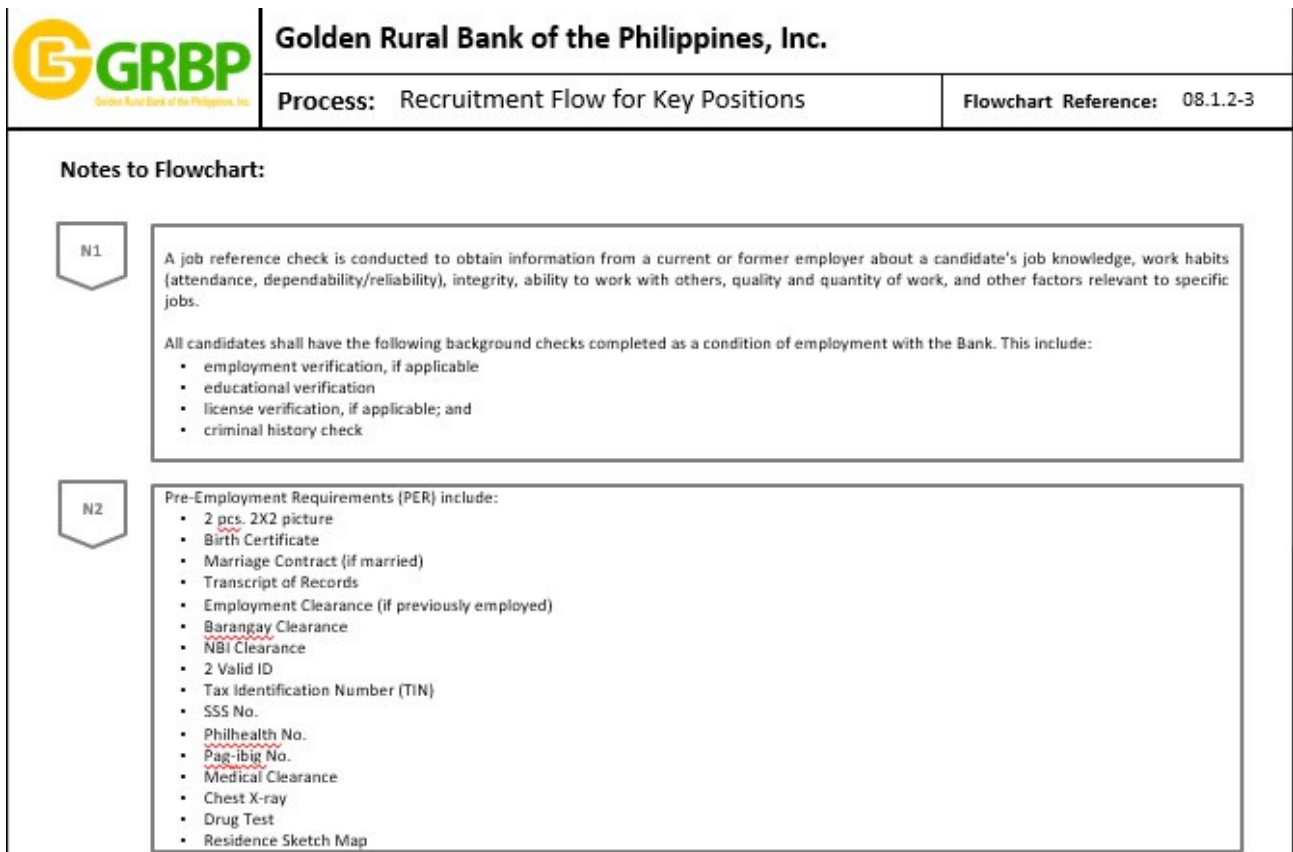 GRBP
Golden Rural Bank of the Philippines, Inc.
Golden Rural Bank of the Philippines, Inc.
Process: Recruitment Flow for Key Positions
Flowchart Reference: 08.1.2-3
Notes to Flowchart:
N1
A job reference check is conducted to obtain information from a current or former employer about a candidate's job knowledge, work habits
(attendance, dependability/reliability), integrity, ability to work with others, quality and quantity of work, and other factors relevant to specific
jobs.
All candidates shall have the following background checks completed as a condition of employment with the Bank. This include:
• employment verification, if applicable
• educational verification
• license verification, if applicable; and
• criminal history check
N2
Pre-Employment Requirements (PER) include:
• 2 pcs. 2X2 picture
• Birth Certificate
• Marriage Contract (if married)
• Transcript of Records
• Employment Clearance (if previously employed)
• Barangay Clearance
• NBI Clearance
• 2 Valid ID
• Tax Identification Number (TIN)
• SSS No.
• Philhealth No.
• Pag-ibig No.
• Medical Clearance
• Chest X-ray
• Drug Test
• Residence Sketch Map